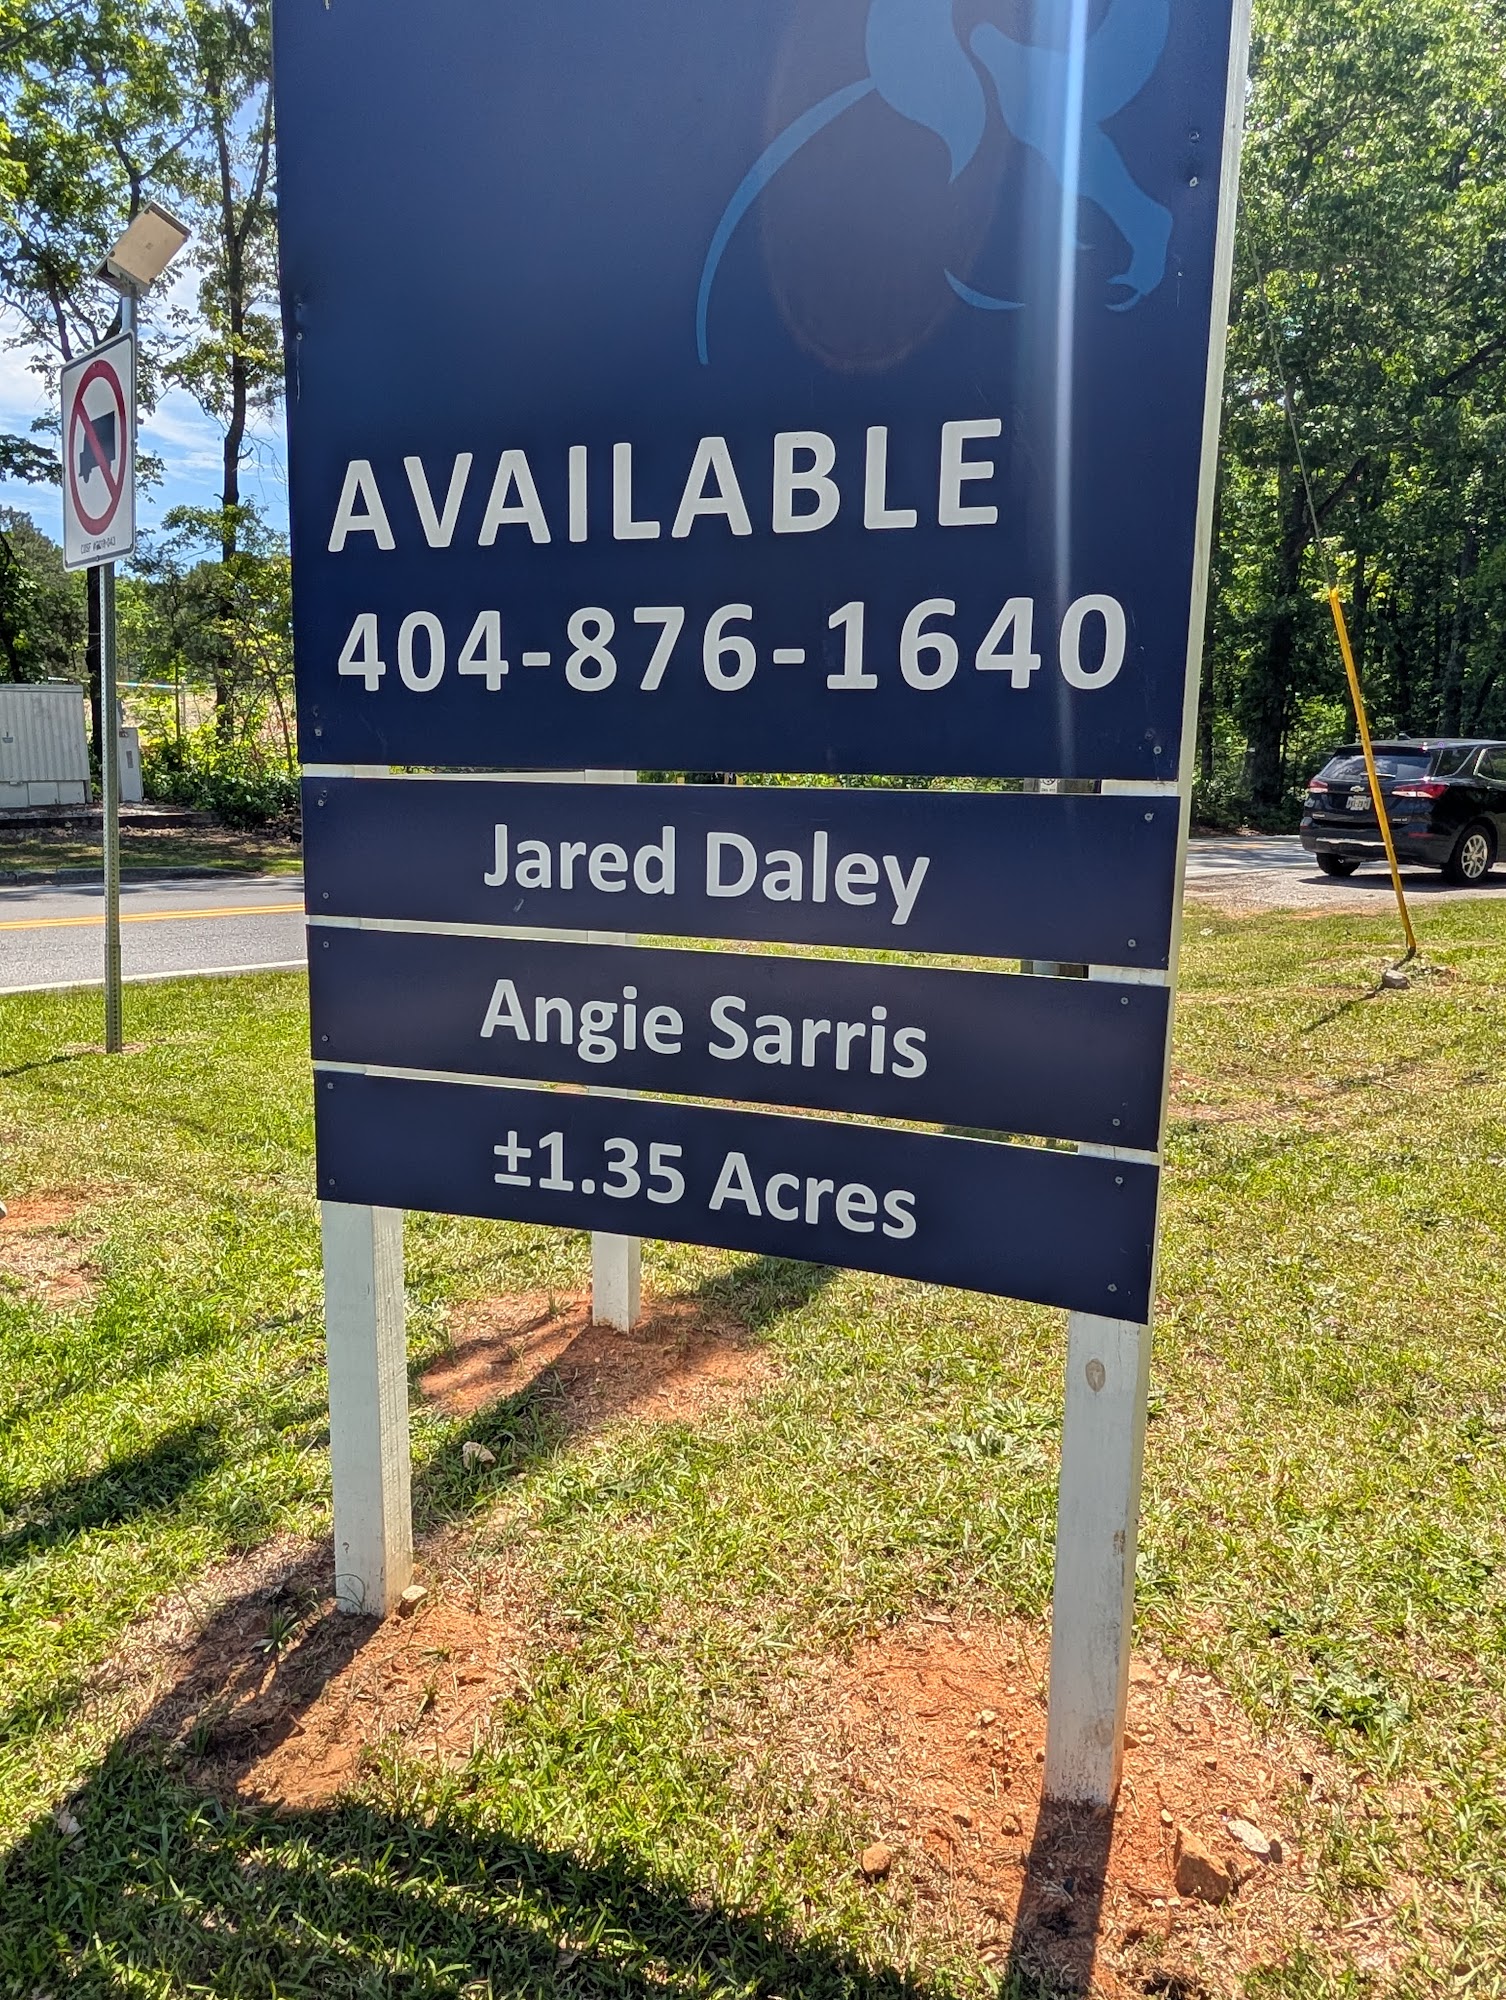 AVAILABLE
404-876-1640
Jared Daley
Angie Sarris
±1.35 Acres